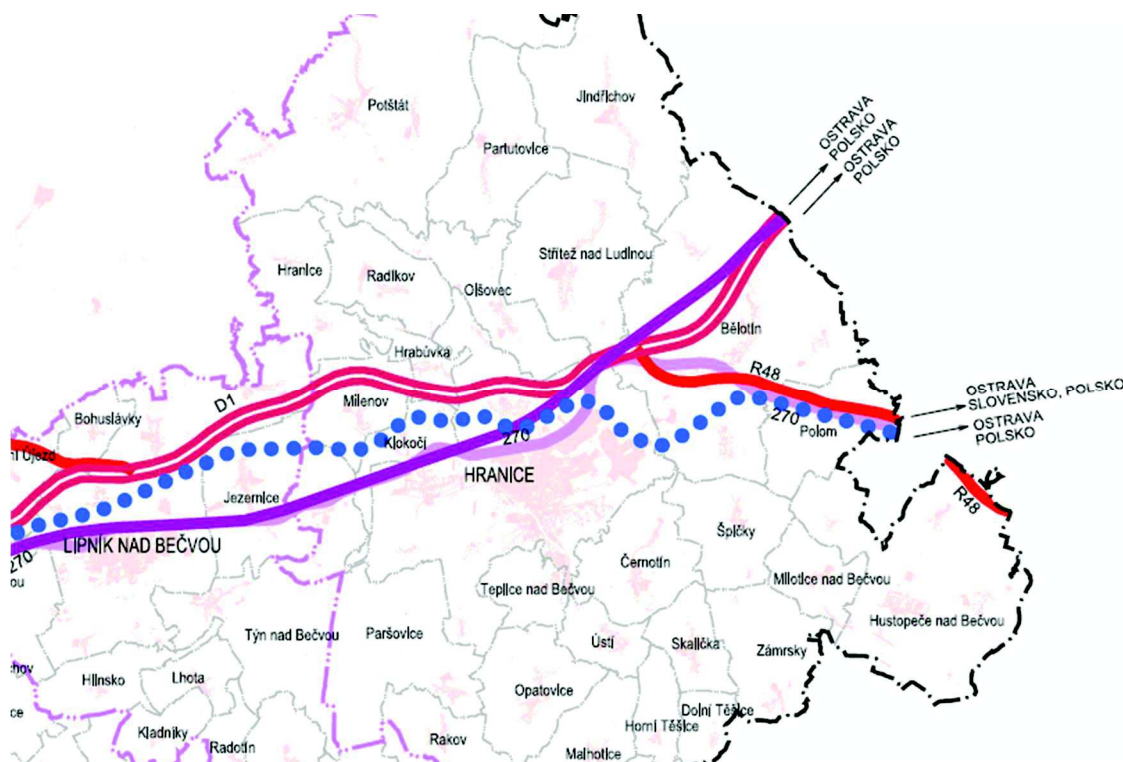 Potštát
Jindřichov
Partutovice
OSTRAVA
POLSKO
OSTRAVA
POLSKO
Střítež nad Ludinou
Hranice
Radíkov
Olšovec
Bělotín
Hrabůvka
R48
D1
Milenov
Bohuslávky
OSTRAVA
SLOVENSKO, POLSKO
270
OSTRAVA
POLSKO
Polom
Klokočí
270
ní Újezd
HRANICE
R48
Jezernice
LIPNÍK NAD BEČVOU
270
Špičky
Černotín
Teplice nad Bečvou
Milotice nad Bečvou
Hustopeče nad Bečvou
Týn nad Bečvou
Paršovice
Ústí
Skalička
Zámrsky
chov
Hlinsko
Lhota
Opatovice
Dolní Těšice
Horní Těšice
Kladníky
Radotín
Rakov
Malhotice